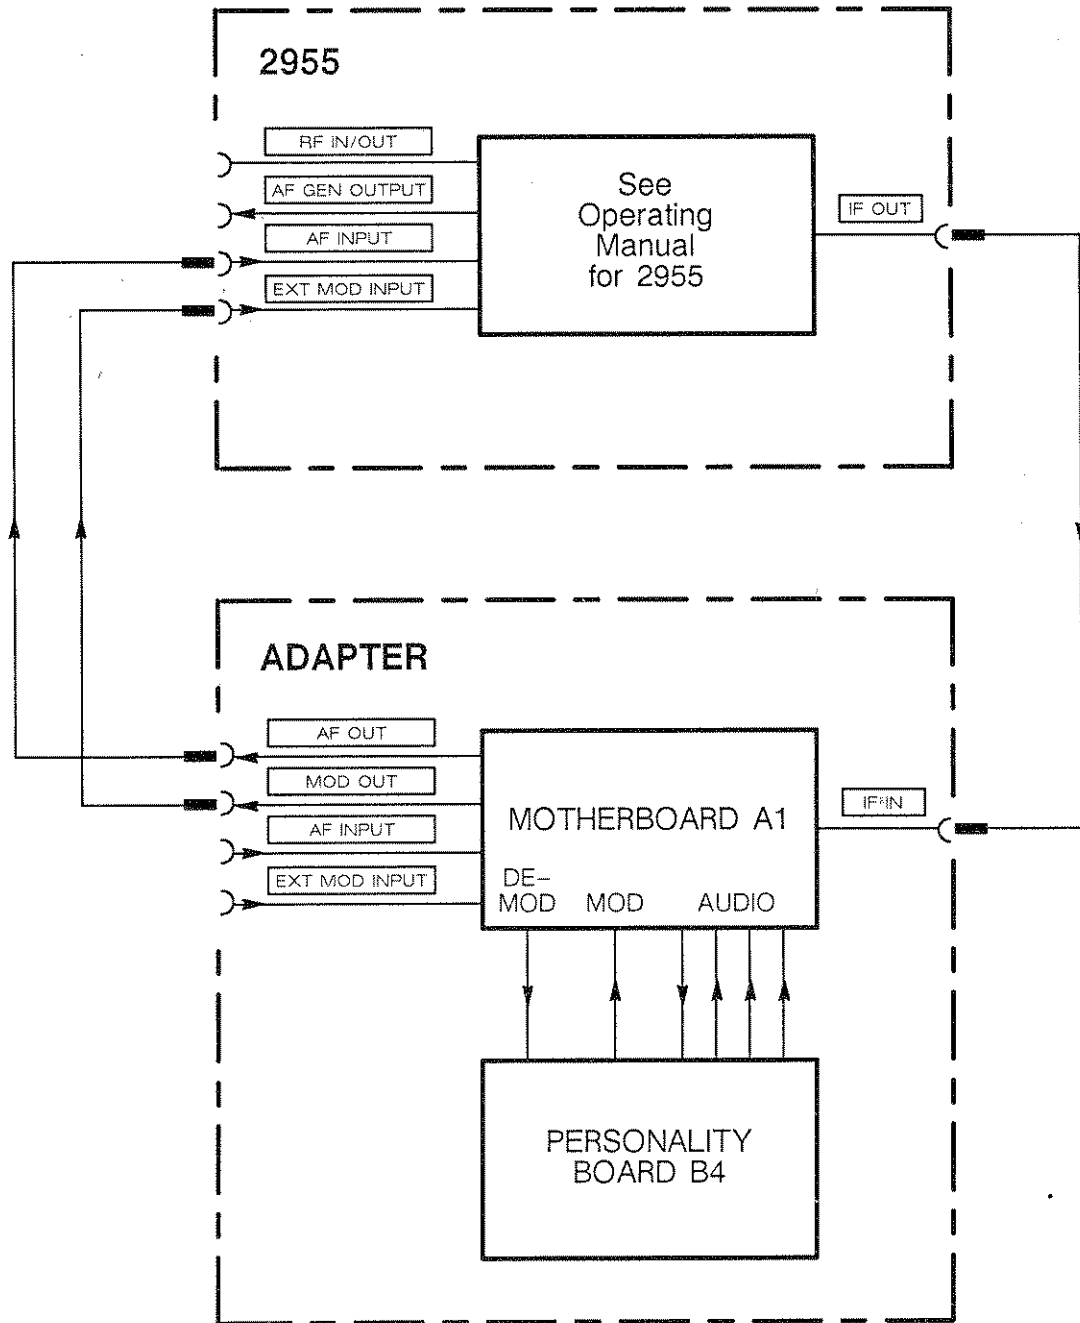 2955
RF IN/OUT
AF GEN OUTPUT
AF INPUT
EXT MOD INPUT
See
Operating
Manual
for 2955
IF OUT
ADAPTER
AF OUT
MOD OUT
AF INPUT
EXT MOD INPUT
MOTHERBOARD A1
DE-
MOD MOD AUDIO
IF IN
PERSONALITY
BOARD B4